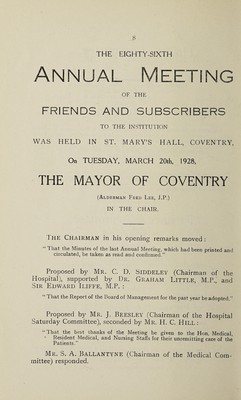 8
THE EIGHTY-SIXTH
ANNUAL MEETING
OF THE
FRIENDS AND SUBSCRIBERS
TO THE INSTITUTION
WAS HELD IN ST. MARY'S HALL, COVENTRY,
On TUESDAY, MARCH 20th, 1928,
THE MAYOR OF COVENTRY
(ALDERMAN FRED LEE, J.P.)
IN THE CHAIR.
THE CHAIRMAN in his opening remarks moved:
"That the Minutes of the last Annual Meeting, which had been printed and
circulated, be taken as read and confirmed."
Proposed by MR. C. D. SIDDELEY (Chairman of the
Hospital), supported by DR. GRAHAM LITTLE, M.P., and
SIR EDWARD ILIFFE, M.P.:
"That the Report of the Board of Management for the past year be adopted."
Proposed by MR. J. BEESLEY (Chairman of the Hospital
Saturday Committee), seconded by MR. H. C. HILL:
"That the best thanks of the Meeting be given to the Hon. Medical,
Resident Medical, and Nursing Staffs for their unremitting care of the
Patients."
MR. S. A. BALLANTYNE (Chairman of the Medical Com-
mittee) responded.